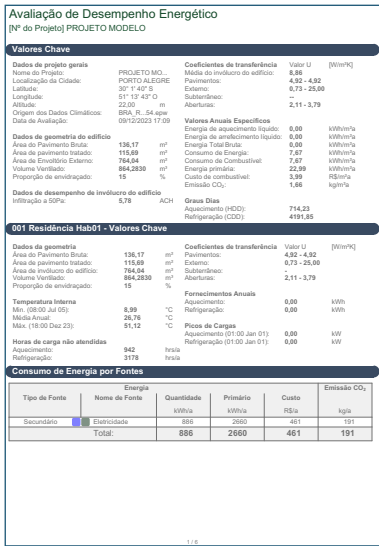 Avaliação de Desempenho Energético
[Nº do Projeto] PROJETO MODELO
Valores Chave
Dados de projeto gerais
Nome do Projeto: PROJETO MO...
Localização da Cidade: PORTO ALEGRE
Latitude: 30° 1' 40" S
Longitude: 51° 13' 43" O
Altitude: 22,00 m
Origem dos Dados Climáticos: BRA_R...54.epw
Data de Avaliação: 09/12/2023 17:09
Dados de geometria do edifício
Área do Pavimento Bruta: 136,17 m²
Área de pavimento tratado: 115,69 m²
Área de Envoltório Externo: 764,04 m²
Volume Ventilado: 864,2830 m³
Proporção de envidraçado: 15 %
Dados de desempenho de invólucro do edifício
Infiltração a 50Pa: 5,78 ACH
Coeficientes de transferência Valor U [W/m²K]
Média do invólucro do edifício: 8,86
Pavimentos: 4,92 - 4,92
Externo: 0,73 - 25,00
Subterrâneo: --
Aberturas: 2,11 - 3,79
Valores Anuais Específicos
Energia de aquecimento líquido: 0,00 kWh/m²a
Energia de arrefecimento líquido: 0,00 kWh/m²a
Energia Total Bruta: 0,00 kWh/m²a
Consumo de Energia: 7,67 kWh/m²a
Consumo de Combustível: 7,67 kWh/m²a
Energia primária: 22,99 kWh/m²a
Custo de combustível: 3,99 R$/m²a
Emissão CO₂: 1,66 kg/m²a
Graus Dias
Aquecimento (HDD): 714,23
Refrigeração (CDD): 4191,85
001 Residência Hab01 - Valores Chave
Dados da geometria
Área do Pavimento Bruta: 136,17 m²
Área de pavimento tratado: 115,69 m²
Área de invólucro do edifício: 764,04 m²
Volume Ventilado: 864,2830 m³
Proporção de envidraçado: 15 %
Temperatura Interna
Min. (08:00 Jul 05): 8,99 °C
Média Anual: 26,76 °C
Máx. (18:00 Dez 23): 51,12 °C
Horas de carga não atendidas
Aquecimento: 942 hrs/a
Refrigeração: 3178 hrs/a
Coeficientes de transferência Valor U [W/m²K]
Pavimentos: 4,92 - 4,92
Externo: 0,73 - 25,00
Subterrâneo: -
Aberturas: 2,11 - 3,79
Fornecimentos Anuais
Aquecimento: 0,00 kWh
Refrigeração: 0,00 kWh
Picos de Cargas
Aquecimento (01:00 Jan 01): 0,00 kW
Refrigeração (01:00 Jan 01): 0,00 kW
Consumo de Energia por Fontes
Energia Emissão CO₂
Tipo de Fonte Nome de Fonte Quantidade Primário Custo
kWh/a kWh/a R$/a kg/a
Secundário Eletricidade 886 2660 461 191
Total: 886 2660 461 191
1 / 8